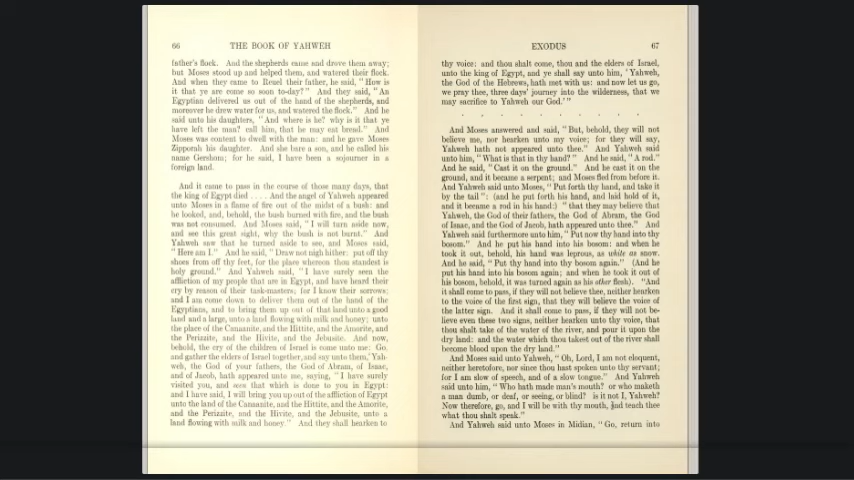 66
THE BOOK OF YAHWEH
father's flock. And the shepherds came and drove them away;
but Moses stood up and helped them, and watered their flock.
And when they came to Reuel their father, he said, "How is
it that ye are come so soon to-day?" And they said, "An
Egyptian delivered us out of the hand of the shepherds, and
moreover he drew water for us, and watered the flock." And he
said unto his daughters, "And where is he? why is it that ye
have left the man? call him, that he may eat bread." And
Moses was content to dwell with the man: and he gave Moses
Zipporah his daughter. And she bare a son, and he called his
name Gershom; for he said, I have been a sojourner in a
foreign land.
And it came to pass in the course of those many days, that
the king of Egypt died . . . . And the angel of Yahweh appeared
unto Moses in a flame of fire out of the midst of a bush: and
he looked, and, behold, the bush burned with fire, and the bush
was not consumed. And Moses said, "I will turn aside now,
and see this great sight, why the bush is not burnt." And
Yahweh saw that he turned aside to see, and Moses said,
"Here am I." And he said, "Draw not nigh hither: put off thy
shoes from off thy feet, for the place whereon thou standest is
holy ground." And Yahweh said, "I have surely seen the
affliction of my people that are in Egypt, and have heard their
cry by reason of their task-masters; for I know their sorrows;
and I am come down to deliver them out of the hand of the
Egyptians, and to bring them up out of that land unto a good
land and a large, unto a land flowing with milk and honey; unto
the place of the Canaanite, and the Hittite, and the Amorite, and
the Perizzite, and the Hivite, and the Jebusite. And now,
behold, the cry of the children of Israel is come unto me: Go,
and gather the elders of Israel together, and say unto them, 'Yah-
weh, the God of your fathers, the God of Abram, of Isaac,
and of Jacob, hath appeared unto me, saying, "I have surely
visited you, and seen that which is done to you in Egypt:
and I have said, I will bring you up out of the affliction of Egypt
unto the land of the Canaanite, and the Hittite, and the Amorite,
and the Perizzite, and the Hivite, and the Jebusite, unto a
land flowing with milk and honey." And they shall hearken to
EXODUS
67
thy voice: and thou shalt come, thou and the elders of Israel,
unto the king of Egypt, and ye shall say unto him, 'Yahweh,
the God of the Hebrews, hath met with us: and now let us go,
we pray thee, three days' journey into the wilderness, that we
may sacrifice to Yahweh our God.'"
. . . . . . . . .
And Moses answered and said, "But, behold, they will not
believe me, nor hearken unto my voice; for they will say,
Yahweh hath not appeared unto thee." And Yahweh said
unto him, "What is that in thy hand?" And he said, "A rod."
And he said, "Cast it on the ground." And he cast it on the
ground, and it became a serpent; and Moses fled from before it.
And Yahweh said unto Moses, "Put forth thy hand, and take it
by the tail": (and he put forth his hand, and laid hold of it,
and it became a rod in his hand:) "that they may believe that
Yahweh, the God of their fathers, the God of Abram, the God
of Isaac, and the God of Jacob, hath appeared unto thee." And
Yahweh said furthermore unto him, "Put now thy hand into thy
bosom." And he put his hand into his bosom: and when he
took it out, behold, his hand was leprous, as white as snow.
And he said, "Put thy hand into thy bosom again." (And he
put his hand into his bosom again; and when he took it out of
his bosom, behold, it was turned again as his other flesh). "And
it shall come to pass, if they will not believe thee, neither hearken
to the voice of the first sign, that they will believe the voice of
the latter sign. And it shall come to pass, if they will not be-
lieve even these two signs, neither hearken unto thy voice, that
thou shalt take of the water of the river, and pour it upon the
dry land: and the water which thou takest out of the river shall
become blood upon the dry land."
And Moses said unto Yahweh, "Oh, Lord, I am not eloquent,
neither heretofore, nor since thou hast spoken unto thy servant;
for I am slow of speech, and of a slow tongue." And Yahweh
said unto him, "Who hath made man's mouth? or who maketh
a man dumb, or deaf, or seeing, or blind? is it not I, Yahweh?
Now therefore, go, and I will be with thy mouth, and teach thee
what thou shalt speak."
And Yahweh said unto Moses in Midian, "Go, return into